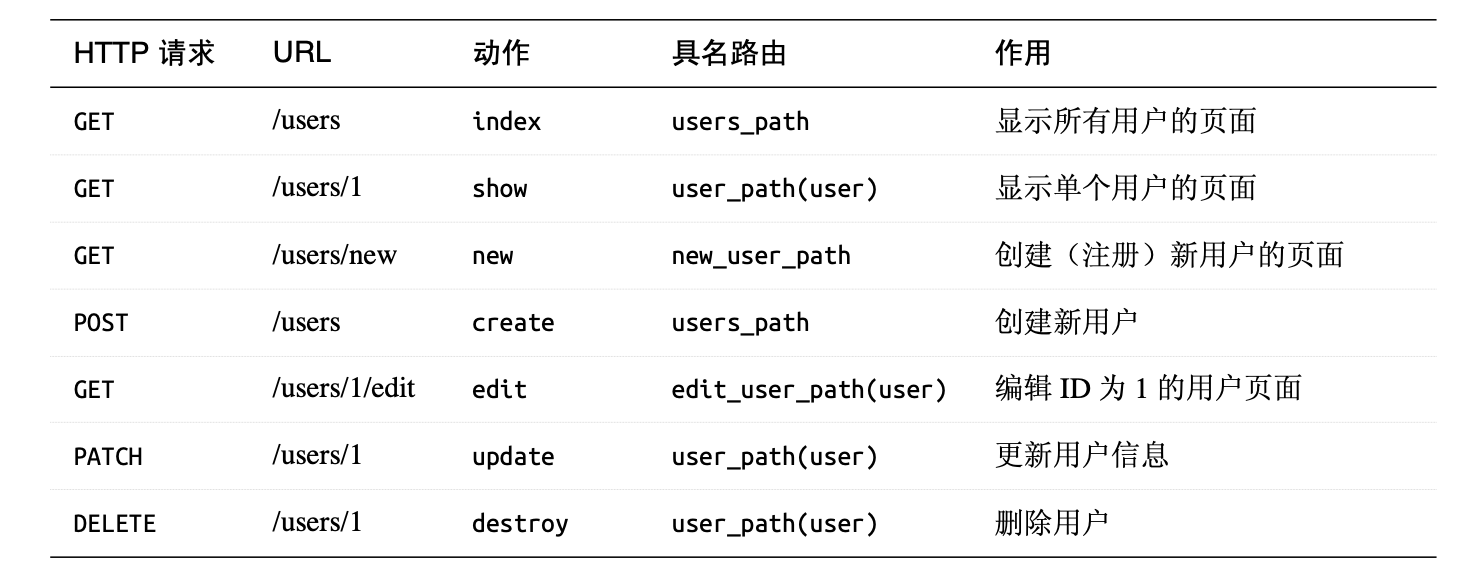 HTTP 请求 URL 动作 具名路由 作用
GET /users index users_path 显示所有用户的页面
GET /users/1 show user_path(user) 显示单个用户的页面
GET /users/new new new_user_path 创建（注册）新用户的页面
POST /users create users_path 创建新用户
GET /users/1/edit edit edit_user_path(user) 编辑 ID 为 1 的用户页面
PATCH /users/1 update user_path(user) 更新用户信息
DELETE /users/1 destroy user_path(user) 删除用户